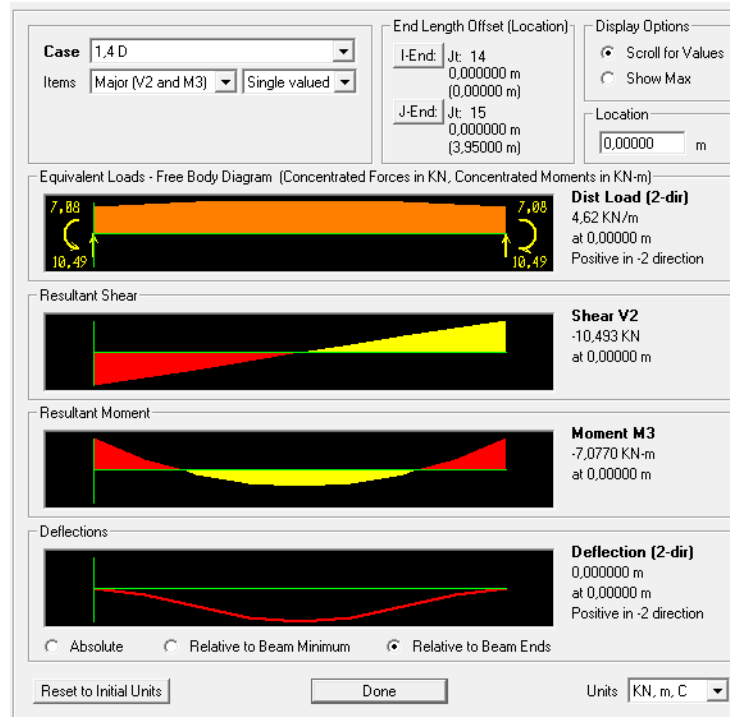 Case 1,4 D
Items Major (V2 and M3) Single valued
End Length Offset (Location)
I-End: Jt: 14
0,000000 m
(0,00000 m)
J-End: Jt: 15
0,000000 m
(3,95000 m)
Display Options
Scroll for Values
Show Max
Location
0,00000 m
Equivalent Loads - Free Body Diagram (Concentrated Forces in KN, Concentrated Moments in KN-m)
7,08 7,08
10,49 10,49
Dist Load (2-dir)
4,62 KN/m
at 0,00000 m
Positive in -2 direction
Resultant Shear
Shear V2
-10,493 KN
at 0,00000 m
Resultant Moment
Moment M3
-7,0770 KN-m
at 0,00000 m
Deflections
Deflection (2-dir)
0,000000 m
at 0,00000 m
Positive in -2 direction
Absolute Relative to Beam Minimum Relative to Beam Ends
Reset to Initial Units Done Units KN, m, C